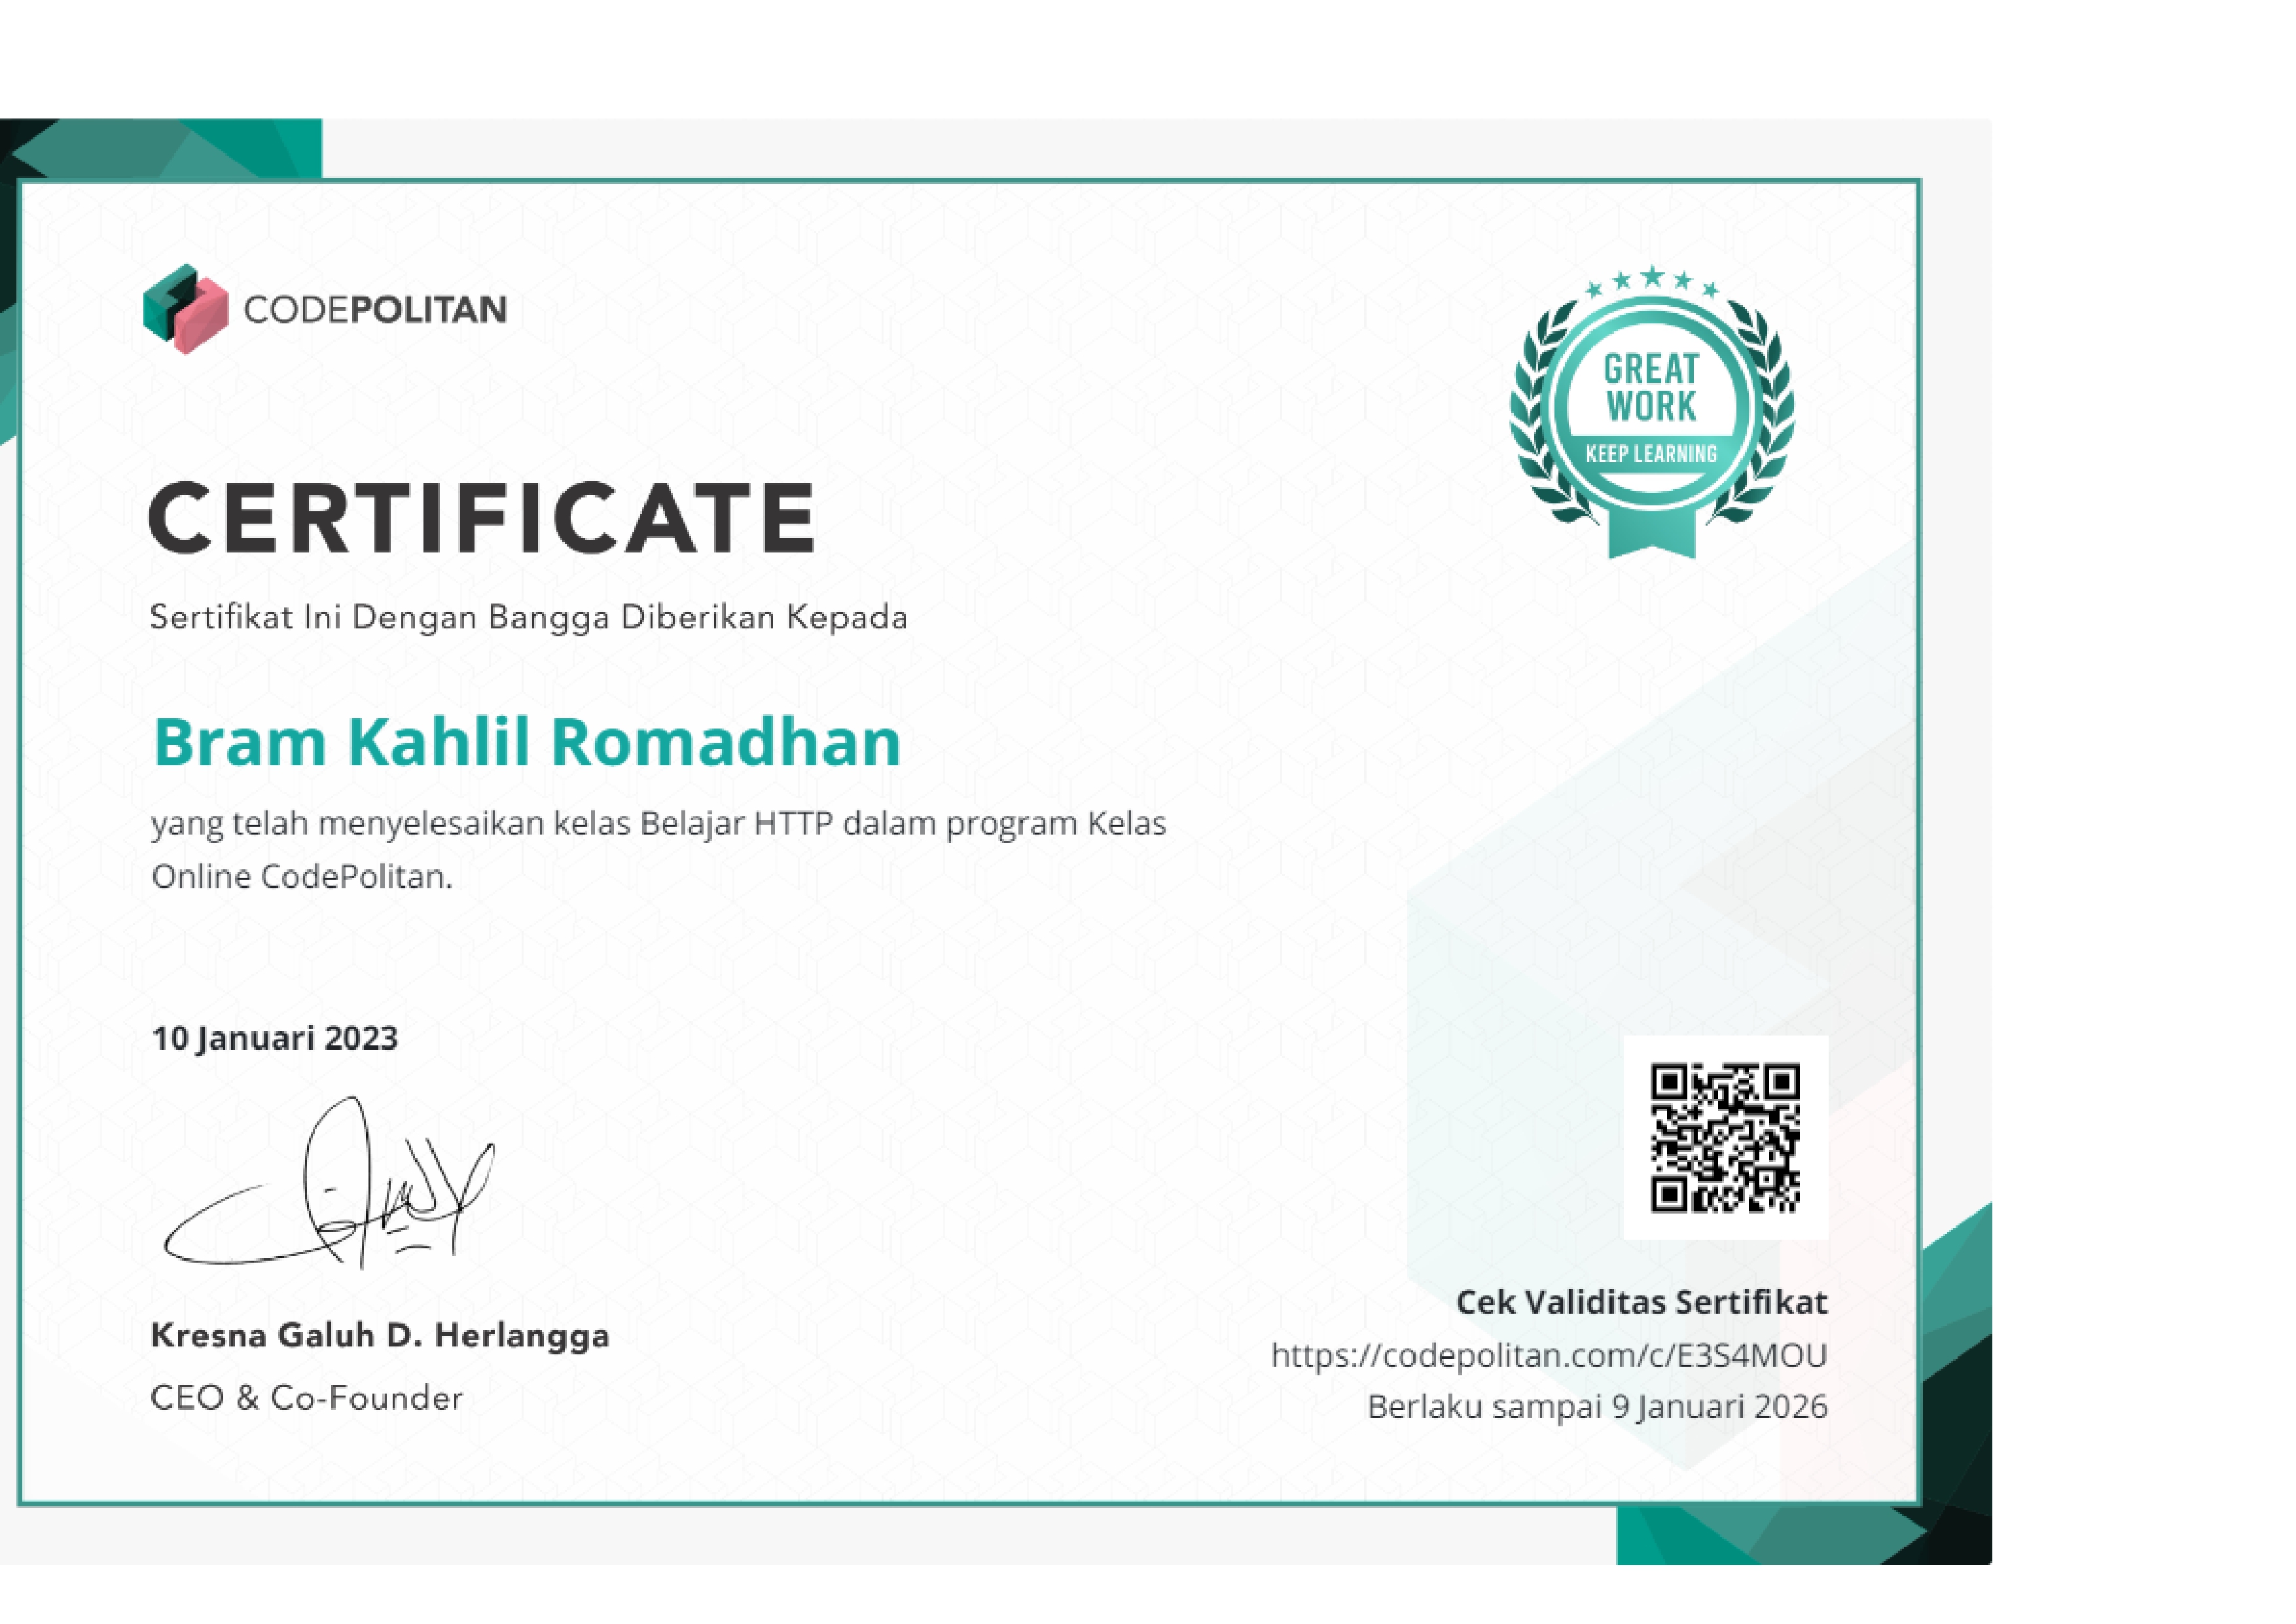 CODEPOLITAN
GREAT
WORK
KEEP LEARNING
CERTIFICATE
Sertifikat Ini Dengan Bangga Diberikan Kepada
Bram Kahlil Romadhan
yang telah menyelesaikan kelas Belajar HTTP dalam program Kelas
Online CodePolitan.
10 Januari 2023
Kresna Galuh D. Herlangga
CEO & Co-Founder
Cek Validitas Sertifikat
https://codepolitan.com/c/E3S4MOU
Berlaku sampai 9 Januari 2026